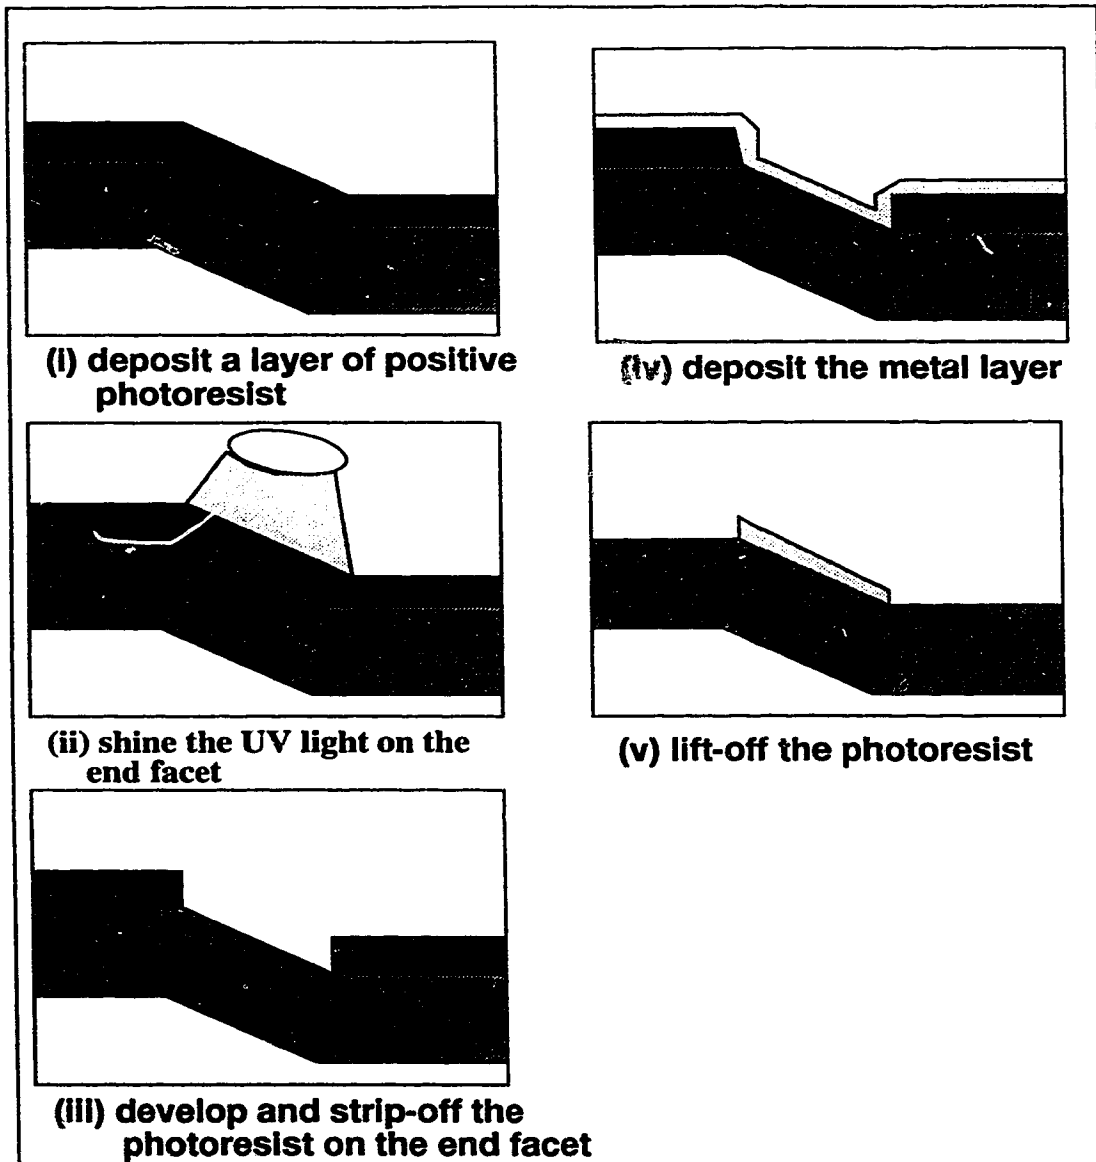 (i) deposit a layer of positive
photoresist
(ii) shine the UV light on the
end facet
(iii) develop and strip-off the
photoresist on the end facet
(iv) deposit the metal layer
(v) lift-off the photoresist